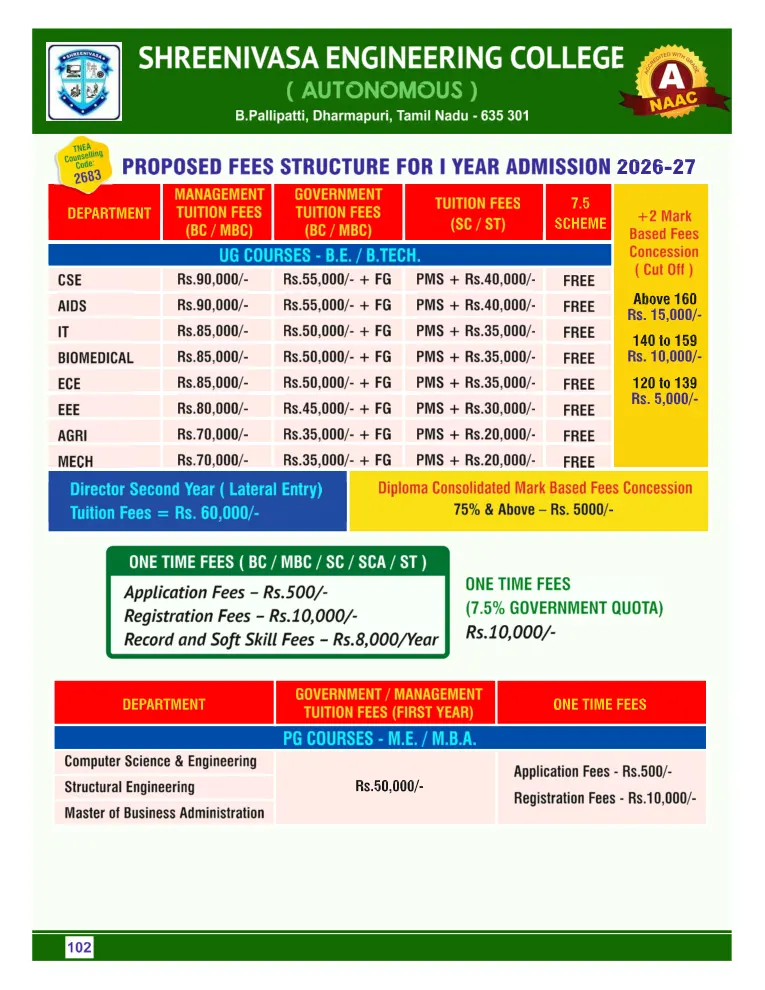 SHREENIVASA
SHREENIVASA ENGINEERING COLLEGE
( AUTONOMOUS )
B.Pallipatti, Dharmapuri, Tamil Nadu - 635 301
ACCREDITED WITH GRADE
A
NAAC
TNEA
Counselling
Code:
2683
PROPOSED FEES STRUCTURE FOR I YEAR ADMISSION 2026-27
DEPARTMENT
MANAGEMENT
TUITION FEES
(BC / MBC)
GOVERNMENT
TUITION FEES
(BC / MBC)
TUITION FEES
(SC / ST)
7.5
SCHEME
+2 Mark
Based Fees
Concession
( Cut Off )
Above 160
Rs. 15,000/-
140 to 159
Rs. 10,000/-
120 to 139
Rs. 5,000/-
UG COURSES - B.E. / B.TECH.
CSE Rs.90,000/- Rs.55,000/- + FG PMS + Rs.40,000/- FREE
AIDS Rs.90,000/- Rs.55,000/- + FG PMS + Rs.40,000/- FREE
IT Rs.85,000/- Rs.50,000/- + FG PMS + Rs.35,000/- FREE
BIOMEDICAL Rs.85,000/- Rs.50,000/- + FG PMS + Rs.35,000/- FREE
ECE Rs.85,000/- Rs.50,000/- + FG PMS + Rs.35,000/- FREE
EEE Rs.80,000/- Rs.45,000/- + FG PMS + Rs.30,000/- FREE
AGRI Rs.70,000/- Rs.35,000/- + FG PMS + Rs.20,000/- FREE
MECH Rs.70,000/- Rs.35,000/- + FG PMS + Rs.20,000/- FREE
Director Second Year ( Lateral Entry)
Tuition Fees = Rs. 60,000/-
Diploma Consolidated Mark Based Fees Concession
75% & Above – Rs. 5000/-
ONE TIME FEES ( BC / MBC / SC / SCA / ST )
Application Fees – Rs.500/-
Registration Fees – Rs.10,000/-
Record and Soft Skill Fees – Rs.8,000/Year
ONE TIME FEES
(7.5% GOVERNMENT QUOTA)
Rs.10,000/-
DEPARTMENT
GOVERNMENT / MANAGEMENT
TUITION FEES (FIRST YEAR)
ONE TIME FEES
PG COURSES - M.E. / M.B.A.
Computer Science & Engineering
Structural Engineering
Master of Business Administration
Rs.50,000/-
Application Fees - Rs.500/-
Registration Fees - Rs.10,000/-
102